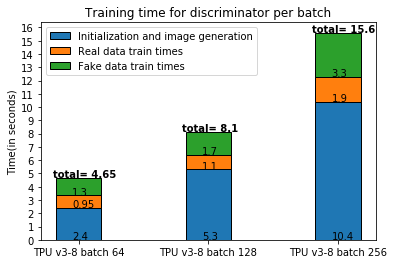 Training time for discriminator per batch
Time(in seconds)
16
15
14
13
12
11
10
9
8
7
6
5
4
3
2
1
0
Initialization and image generation
Real data train times
Fake data train times
total= 4.65
1.3
0.95
2.4
total= 8.1
1.7
1.1
5.3
total= 15.6
3.3
1.9
10.4
TPU v3-8 batch 64
TPU v3-8 batch 128
TPU v3-8 batch 256